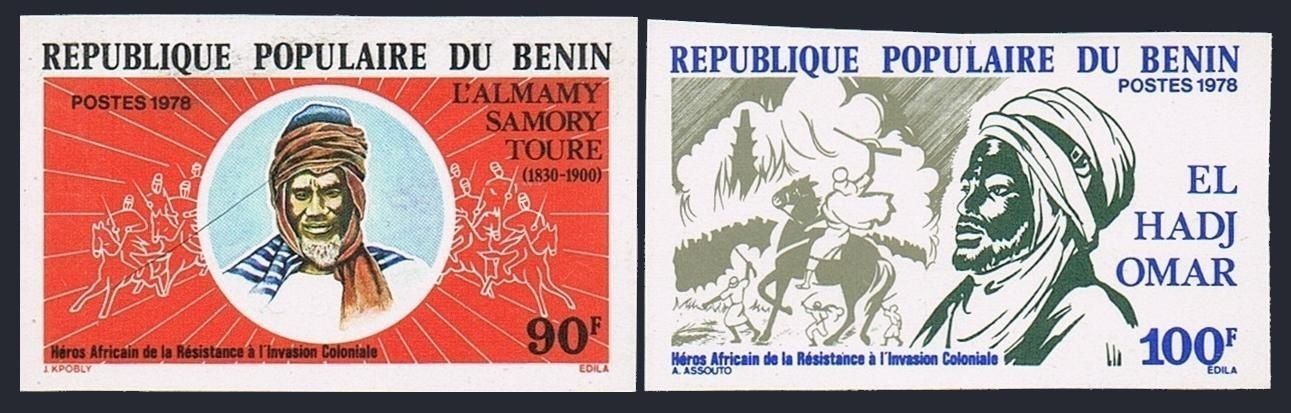 REPUBLIQUE POPULAIRE DU BENIN
POSTES 1978
L'ALMAMY
SAMORY
TOURE
(1830-1900)
90F
Héros Africain de la Résistance à l'Invasion Coloniale
J. KPOBLY
EDILA
REPUBLIQUE POPULAIRE DU BENIN
POSTES 1978
EL
HADJ
OMAR
100F
Héros Africain de la Résistance à l'Invasion Coloniale
A. ASSOUTO
EDILA